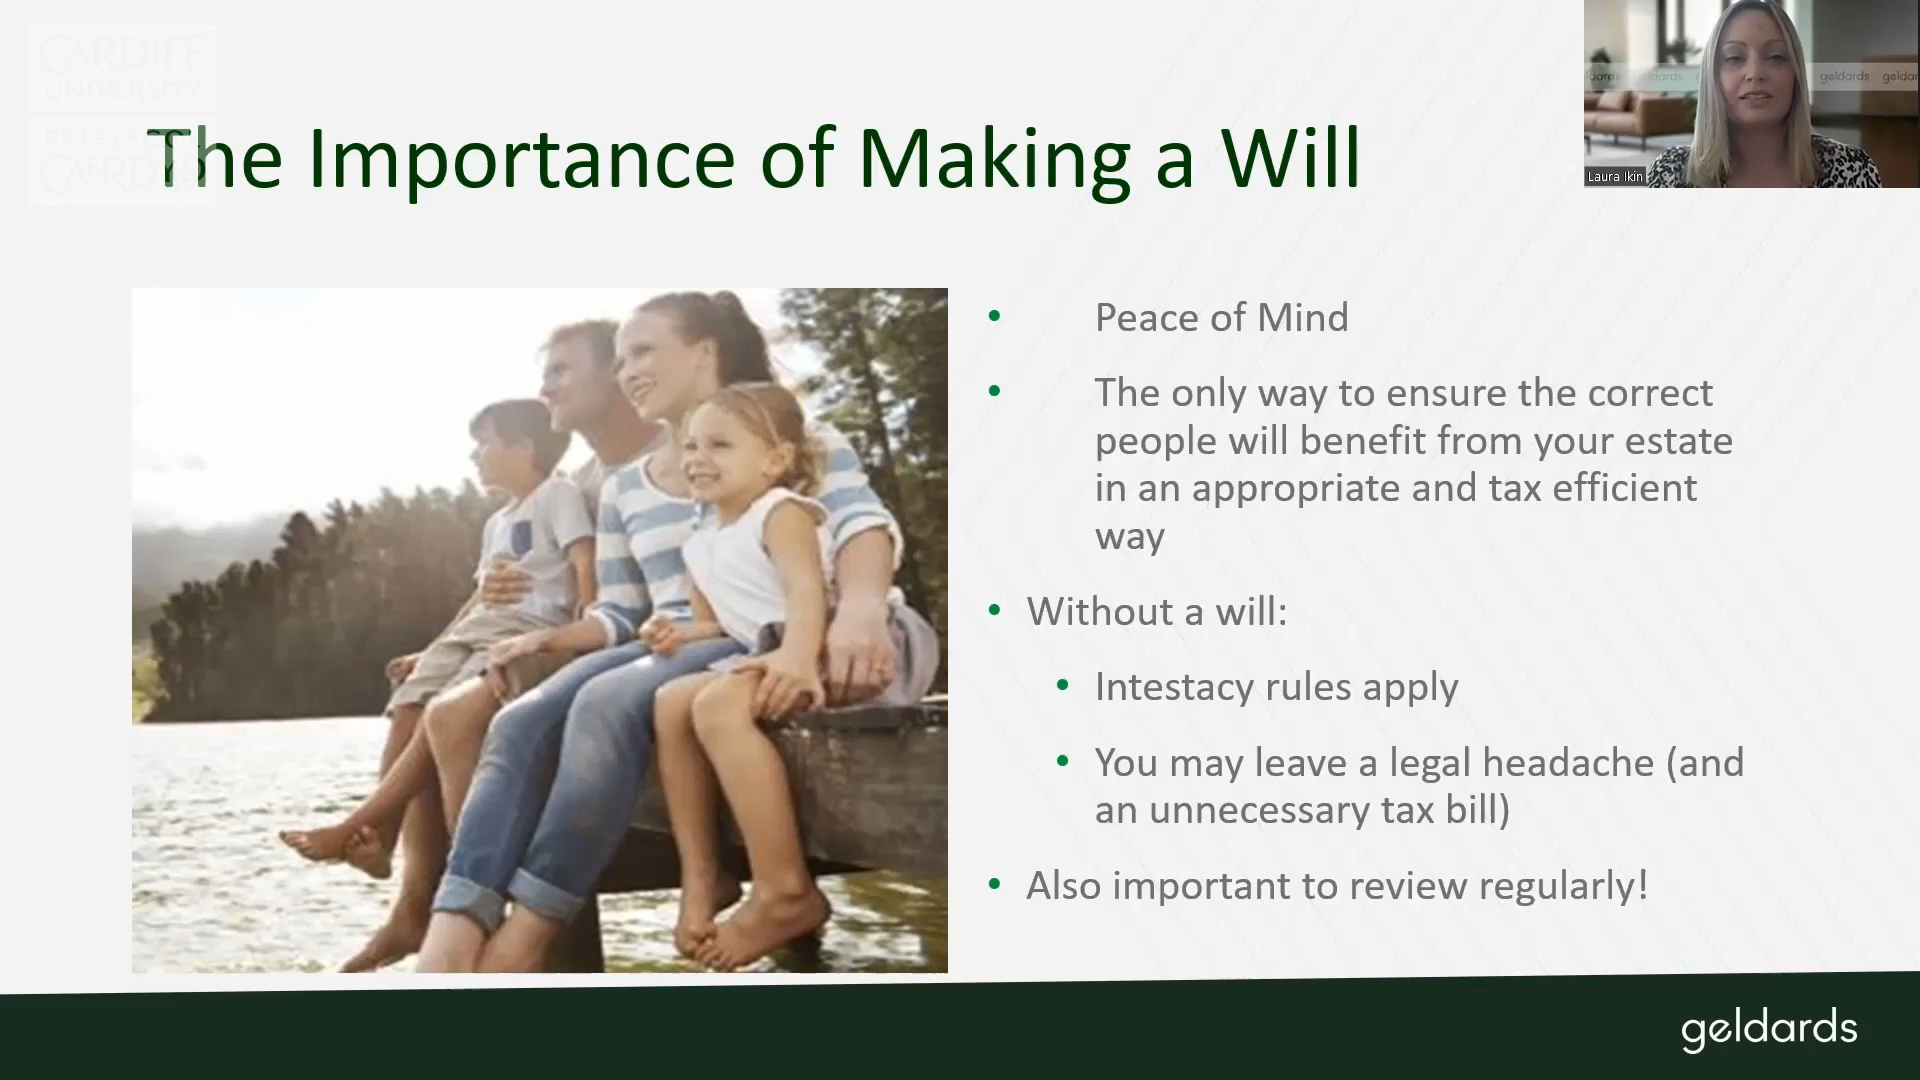 CARDIFF
UNIVERSITY
PRIFYSGOL
CAERDYDD
The Importance of Making a Will
geldards
geldards
Laura Ikin
• Peace of Mind
• The only way to ensure the correct
people will benefit from your estate
in an appropriate and tax efficient
way
• Without a will:
• Intestacy rules apply
• You may leave a legal headache (and
an unnecessary tax bill)
• Also important to review regularly!
geldards